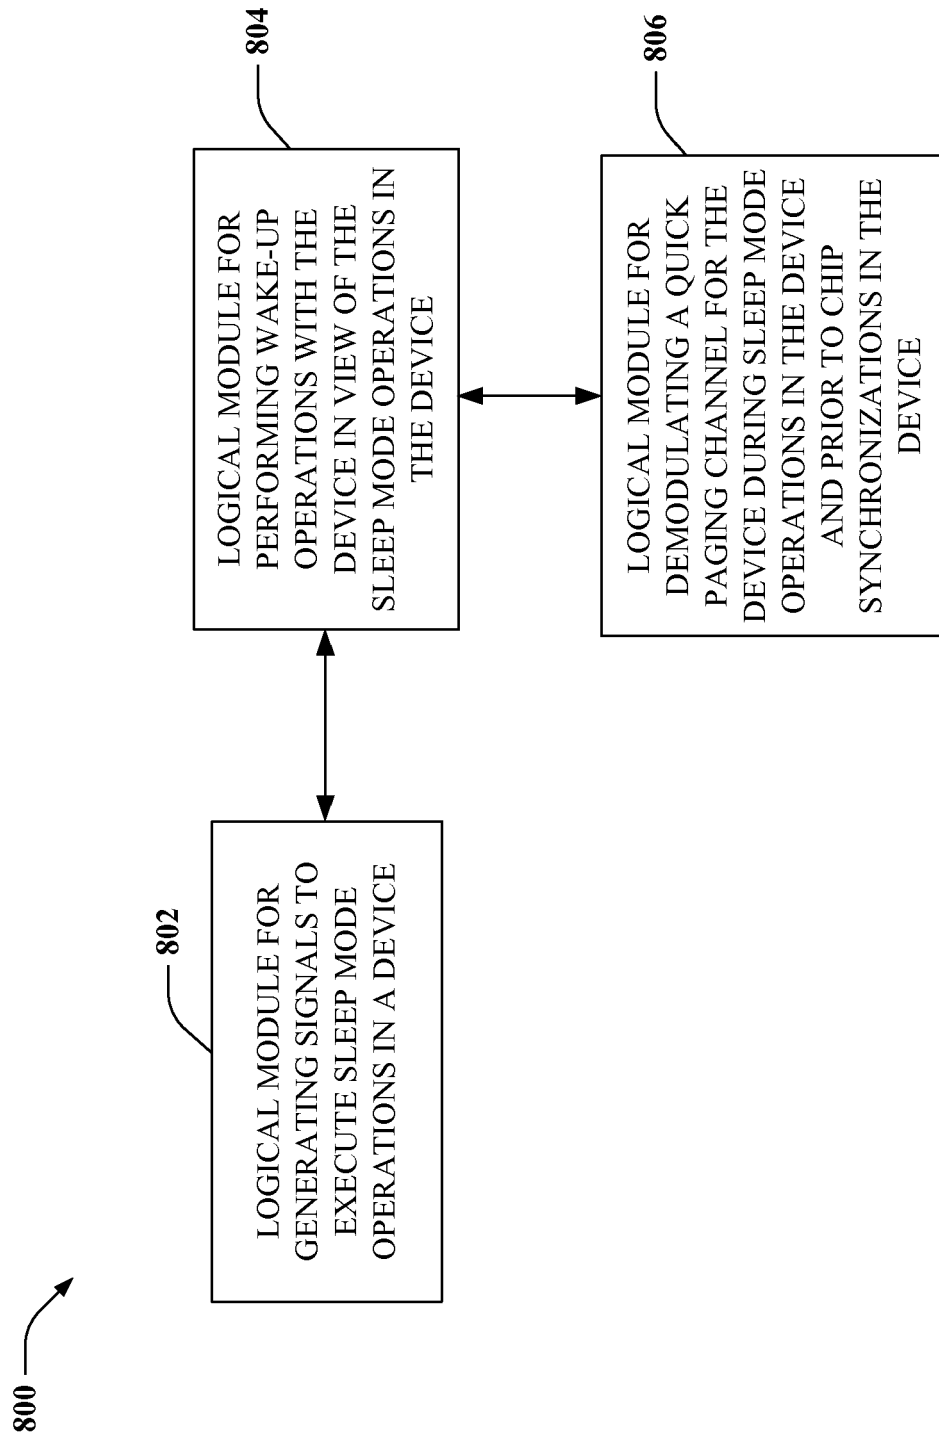 800
802
LOGICAL MODULE FOR
GENERATING SIGNALS TO
EXECUTE SLEEP MODE
OPERATIONS IN A DEVICE
804
LOGICAL MODULE FOR
PERFORMING WAKE-UP
OPERATIONS WITH THE
DEVICE IN VIEW OF THE
SLEEP MODE OPERATIONS IN
THE DEVICE
806
LOGICAL MODULE FOR
DEMODULATING A QUICK
PAGING CHANNEL FOR THE
DEVICE DURING SLEEP MODE
OPERATIONS IN THE DEVICE
AND PRIOR TO CHIP
SYNCHRONIZATIONS IN THE
DEVICE